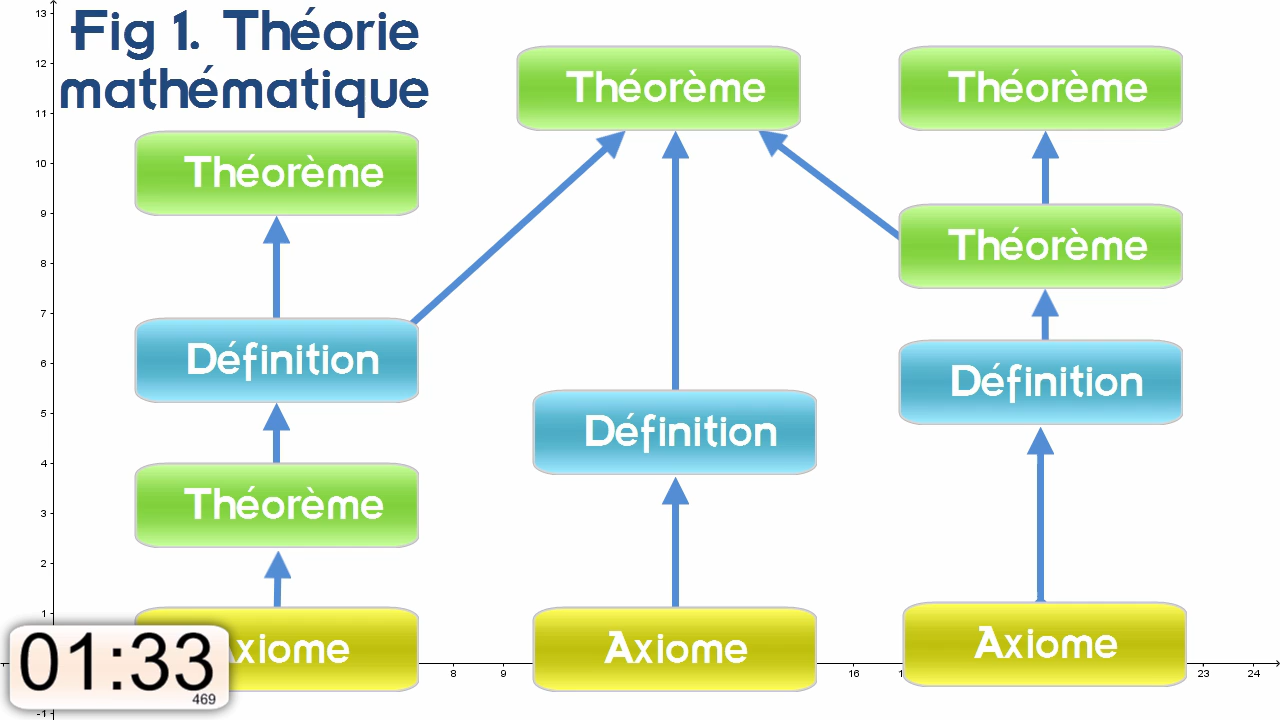 Fig 1. Théorie
mathématique
Théorème
Théorème
Théorème
Théorème
Définition
Définition
Définition
Théorème
Axiome
Axiome
Axiome
01:33
469
13
12
11
10
9
8
7
6
5
4
3
2
1
-1
8
9
16
23
24